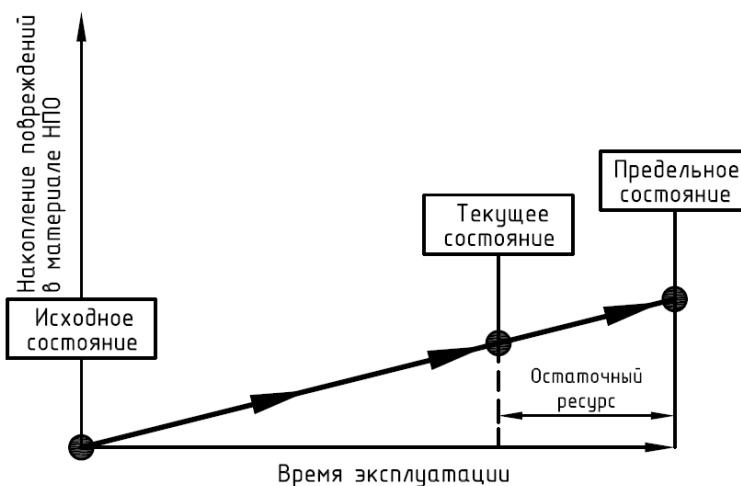 Накопление повреждений
в материале НПО
Предельное
состояние
Текущее
состояние
Исходное
состояние
Остаточный
ресурс
Время эксплуатации